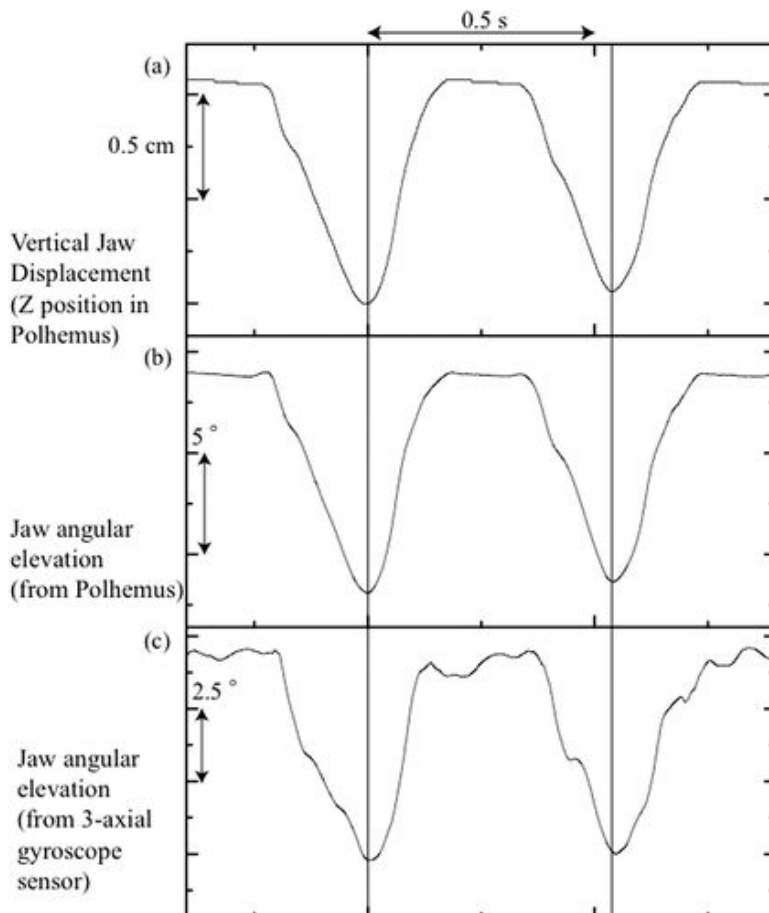 0.5 s
(a)
0.5 cm
Vertical Jaw
Displacement
(Z position in
Polhemus)
(b)
5 °
Jaw angular
elevation
(from Polhemus)
(c)
2.5 °
Jaw angular
elevation
(from 3-axial
gyroscope
sensor)